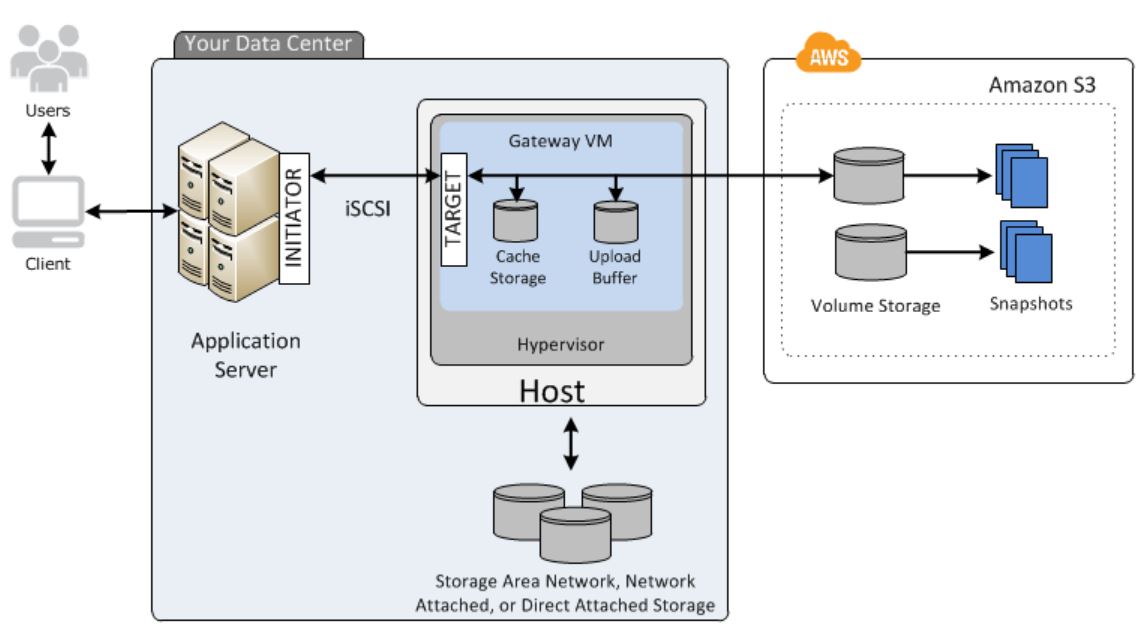 Your Data Center
AWS
Amazon S3
Users
Gateway VM
INITIATOR
TARGET
iSCSI
Cache
Storage
Upload
Buffer
Client
Volume Storage
Snapshots
Application
Server
Hypervisor
Host
Storage Area Network, Network
Attached, or Direct Attached Storage